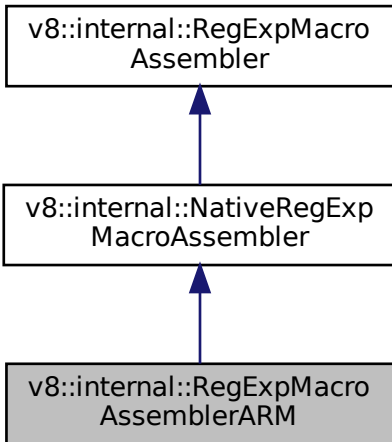 v8::internal::RegExpMacro
Assembler
v8::internal::NativeRegExp
MacroAssembler
v8::internal::RegExpMacro
AssemblerARM